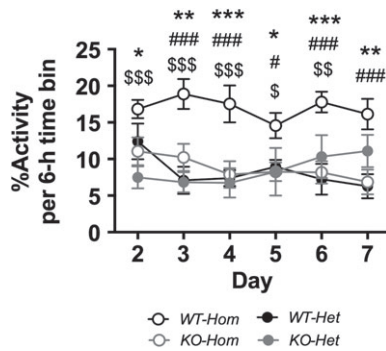 * ** *** * *** **
### ### # ### ###
$$$ $$$ $$$ $ $$
%Activity
per 6-h time bin
25
20
15
10
5
0
2 3 4 5 6 7
Day
WT-Hom WT-Het
KO-Hom KO-Het